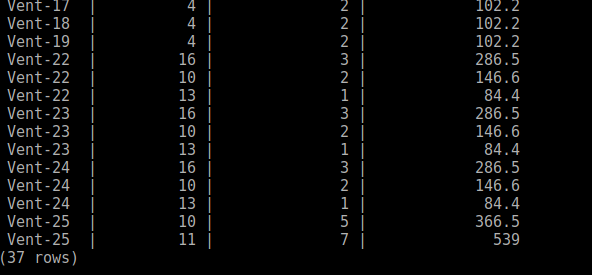 Vent-17 | 4 | 2 | 102.2
Vent-18 | 4 | 2 | 102.2
Vent-19 | 4 | 2 | 102.2
Vent-22 | 16 | 3 | 286.5
Vent-22 | 10 | 2 | 146.6
Vent-22 | 13 | 1 | 84.4
Vent-23 | 16 | 3 | 286.5
Vent-23 | 10 | 2 | 146.6
Vent-23 | 13 | 1 | 84.4
Vent-24 | 16 | 3 | 286.5
Vent-24 | 10 | 2 | 146.6
Vent-24 | 13 | 1 | 84.4
Vent-25 | 10 | 5 | 366.5
Vent-25 | 11 | 7 | 539
(37 rows)